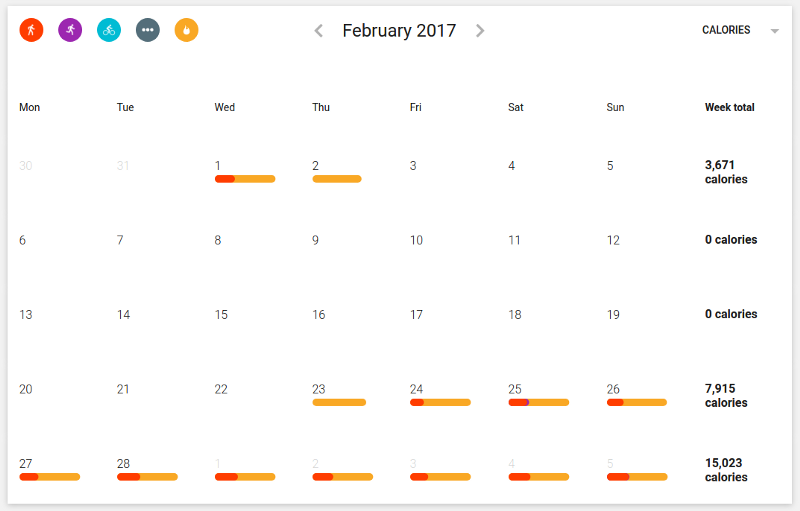 February 2017
CALORIES
Mon Tue Wed Thu Fri Sat Sun Week total
30 31 1 2 3 4 5 3,671
calories
6 7 8 9 10 11 12 0 calories
13 14 15 16 17 18 19 0 calories
20 21 22 23 24 25 26 7,915
calories
27 28 1 2 3 4 5 15,023
calories